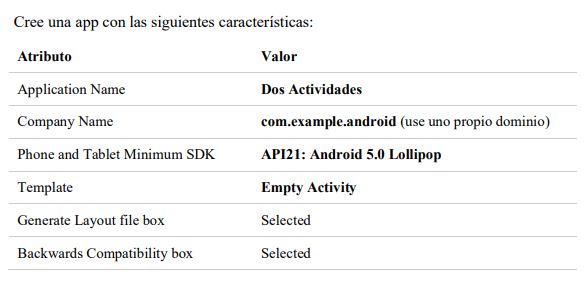 Cree una app con las siguientes características:
Atributo Valor
Application Name Dos Actividades
Company Name com.example.android (use uno propio dominio)
Phone and Tablet Minimum SDK API21: Android 5.0 Lollipop
Template Empty Activity
Generate Layout file box Selected
Backwards Compatibility box Selected